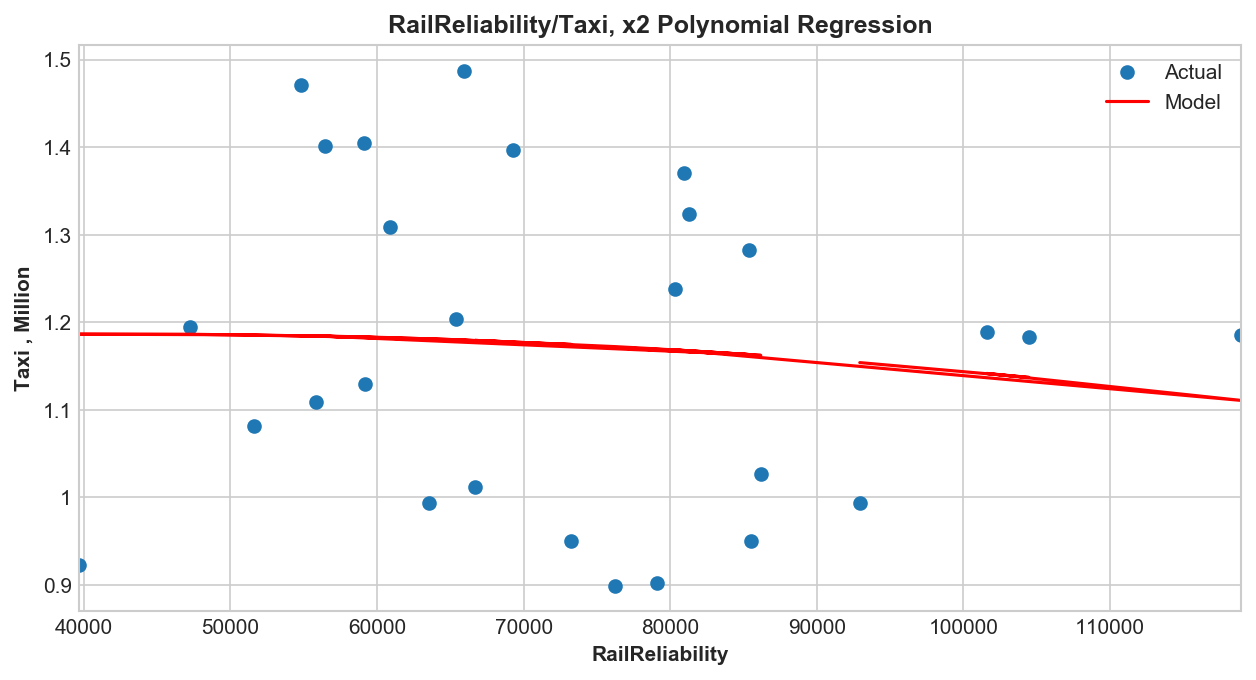 RailReliability/Taxi, x2 Polynomial Regression
1.5
1.4
1.3
1.2
1.1
1
0.9
Taxi , Million
Actual
Model
40000 50000 60000 70000 80000 90000 100000 110000
RailReliability